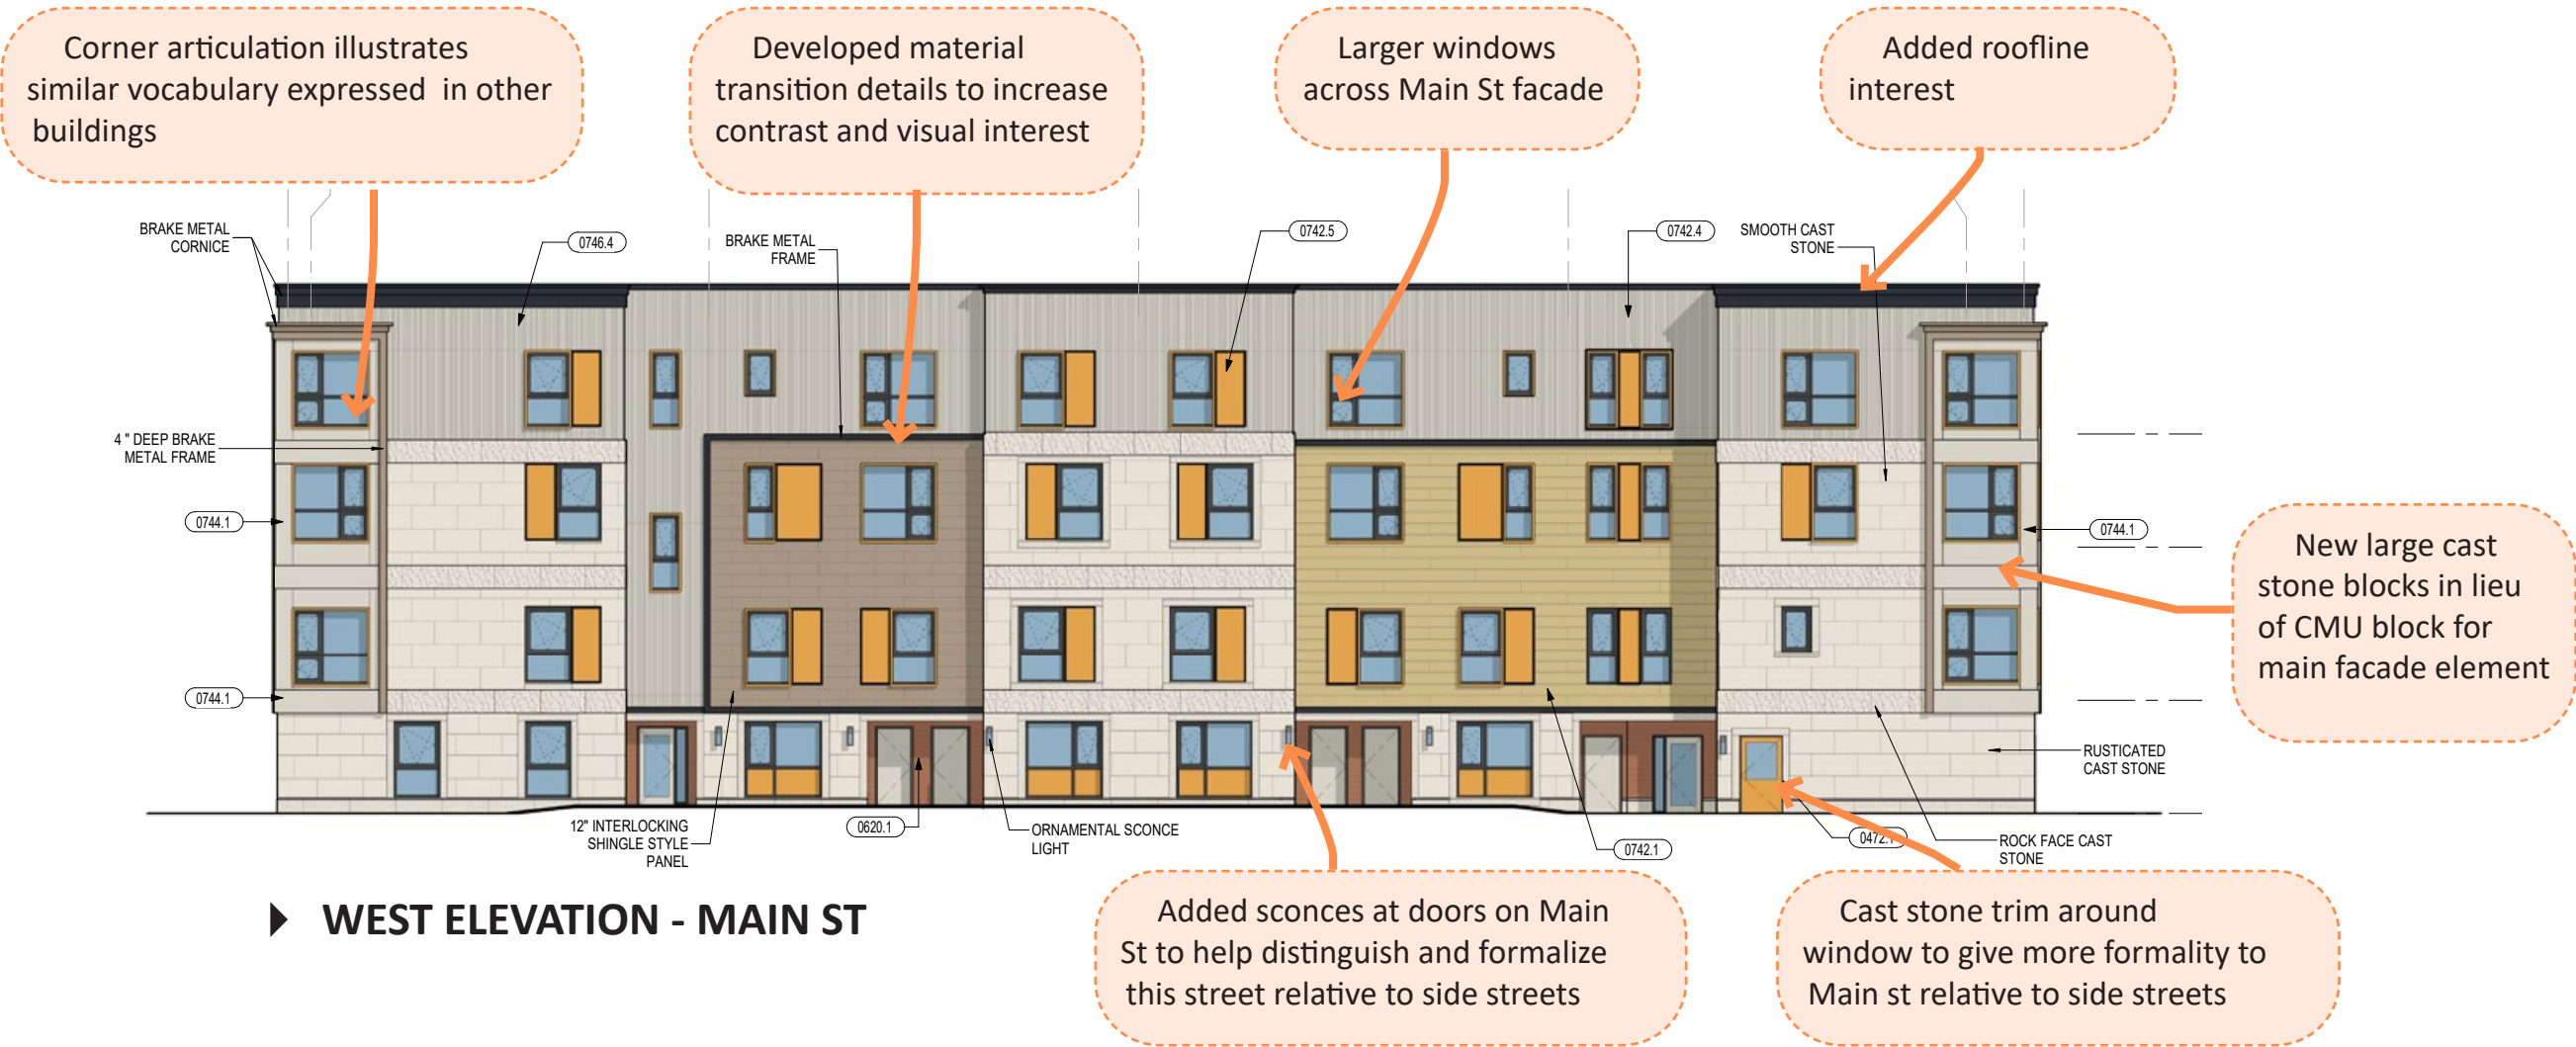 Corner articulation illustrates
similar vocabulary expressed in other
buildings
Developed material
transition details to increase
contrast and visual interest
Larger windows
across Main St facade
Added roofline
interest
BRAKE METAL
CORNICE
0746.4
BRAKE METAL
FRAME
0742.5
0742.4
SMOOTH CAST
STONE
4 " DEEP BRAKE
METAL FRAME
0744.1
0744.1
0744.1
New large cast
stone blocks in lieu
of CMU block for
main facade element
RUSTICATED
CAST STONE
12" INTERLOCKING
SHINGLE STYLE
PANEL
0620.1
ORNAMENTAL SCONCE
LIGHT
0742.1
ROCK FACE CAST
STONE
WEST ELEVATION - MAIN ST
Added sconces at doors on Main
St to help distinguish and formalize
this street relative to side streets
Cast stone trim around
window to give more formality to
Main st relative to side streets